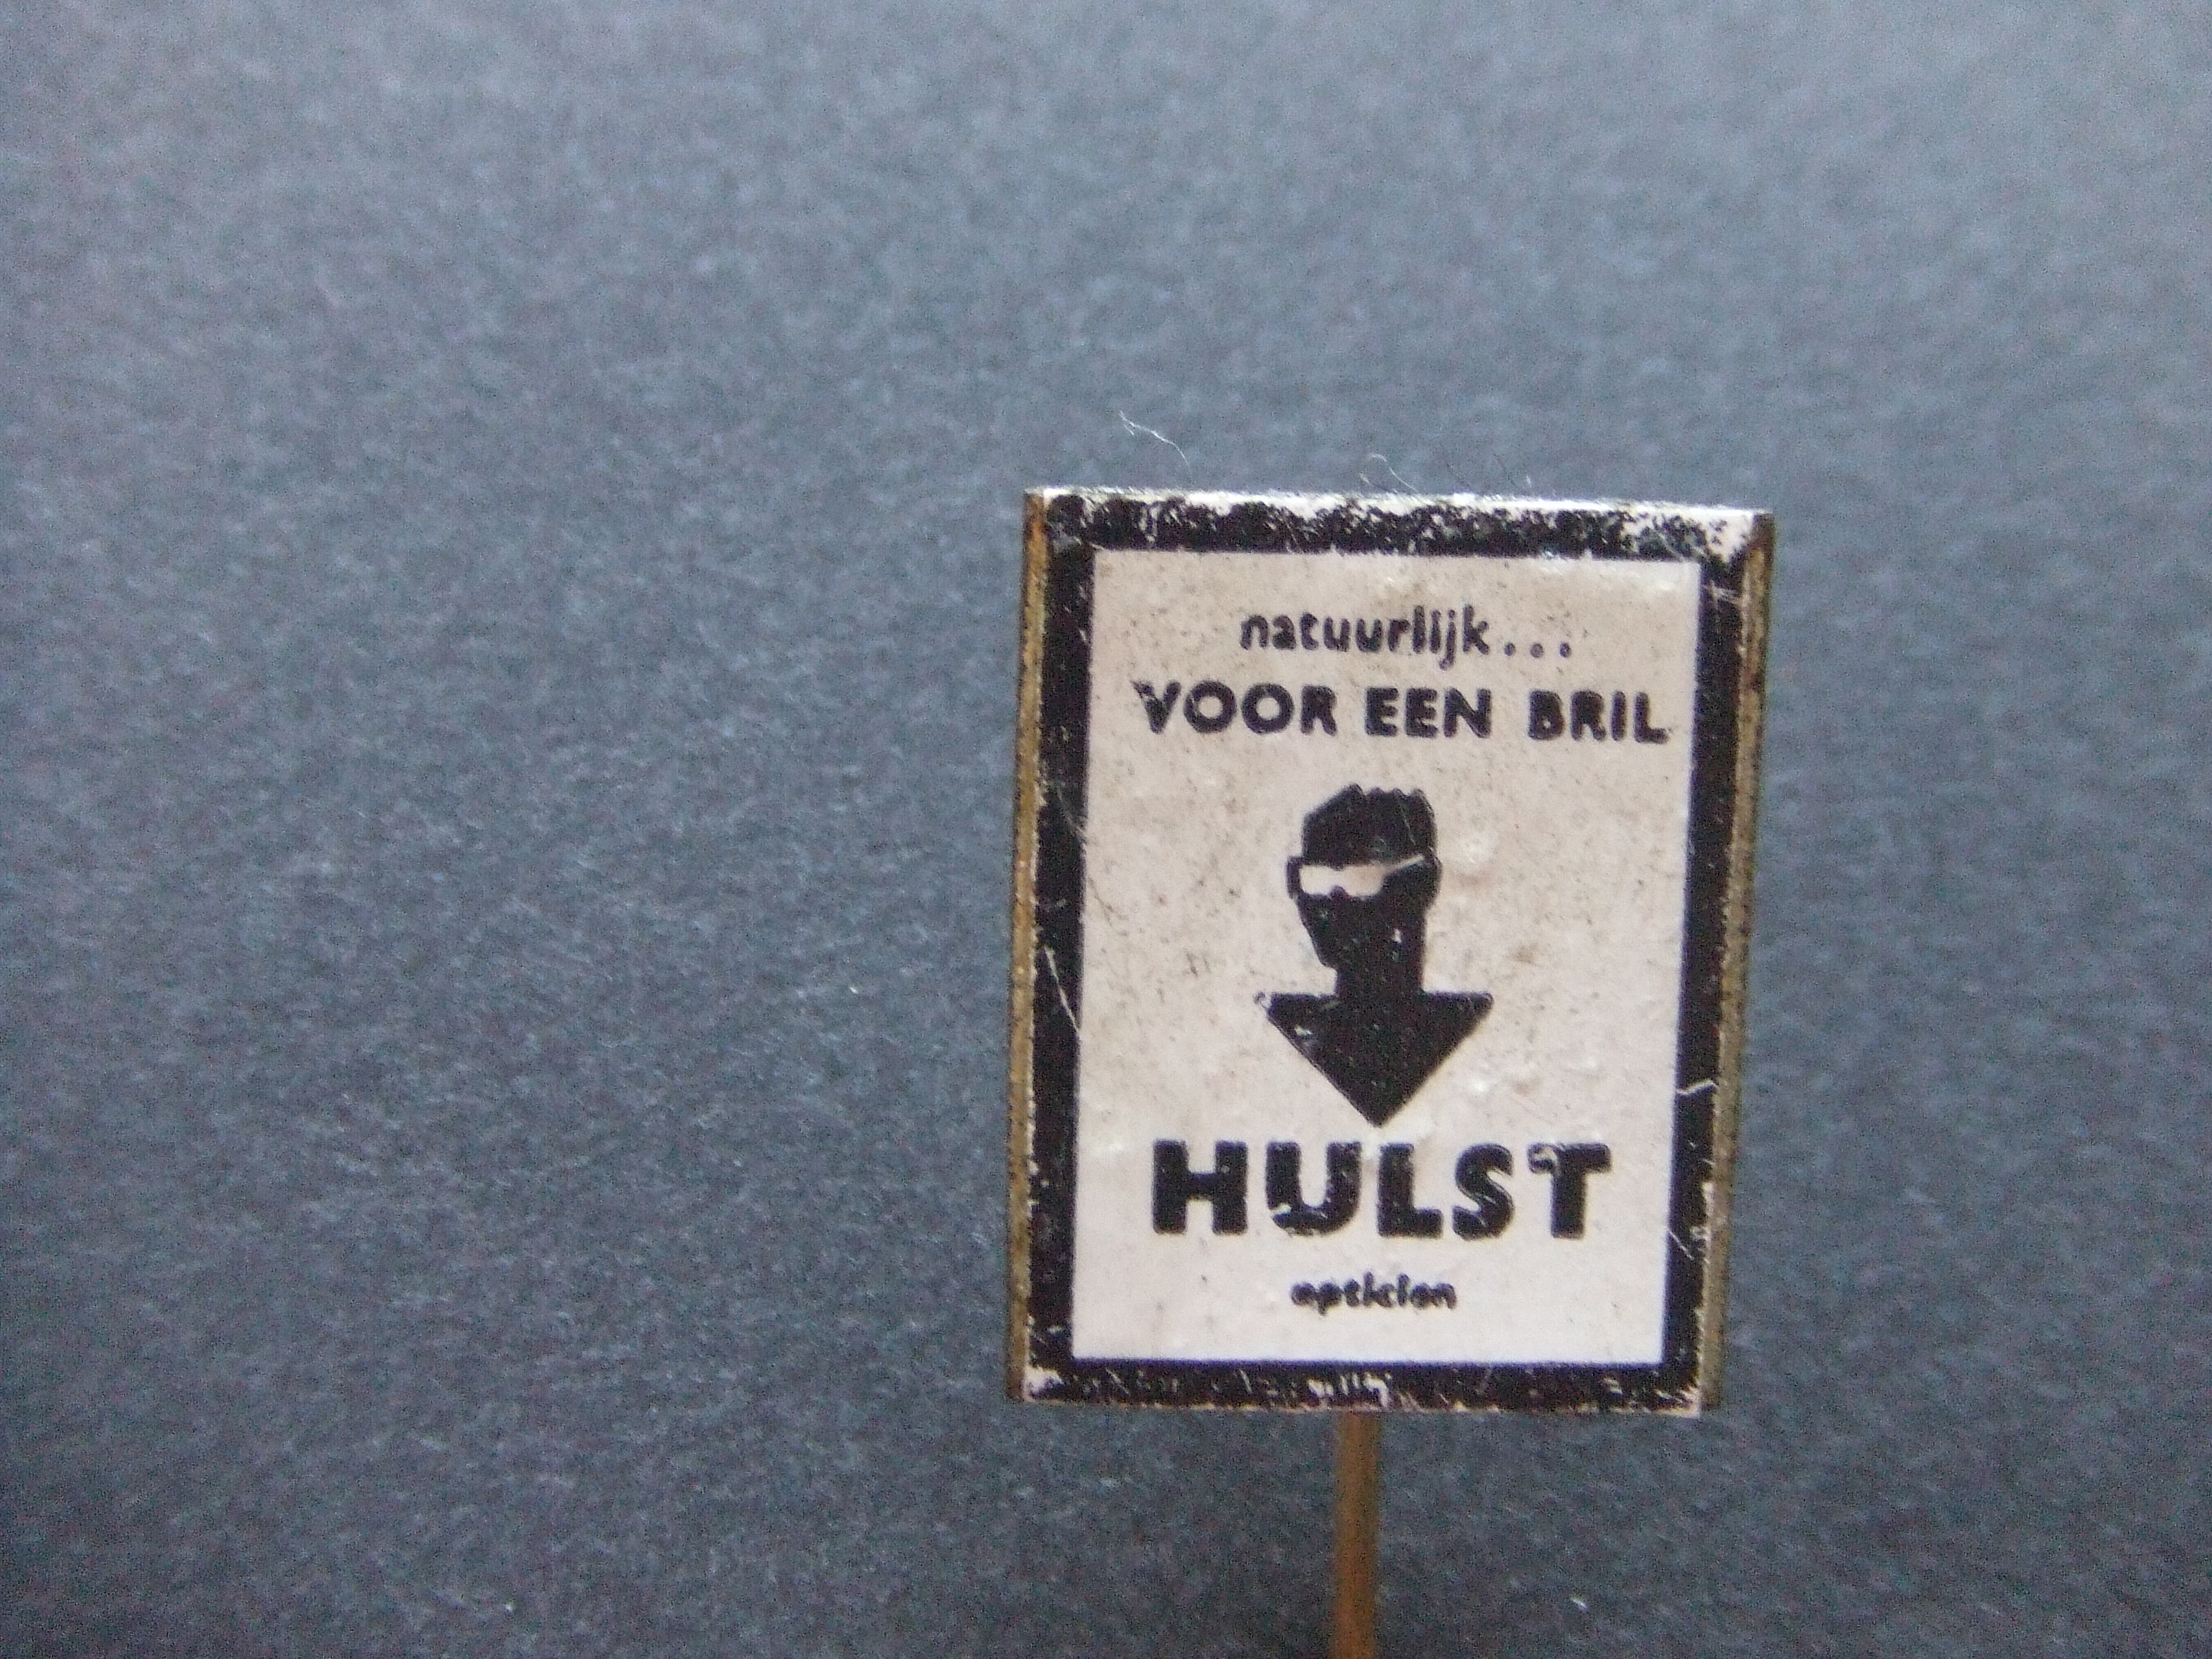 natuurlijk...
VOOR EEN BRIL
HULST
opticien